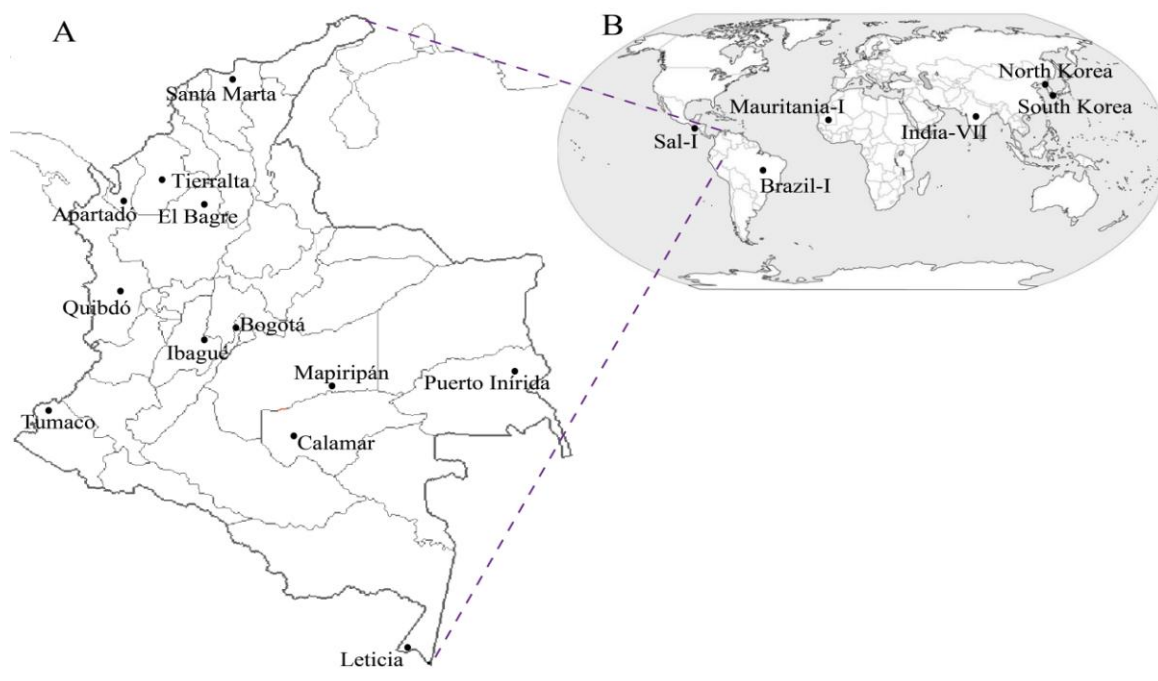 A
Santa Marta
Tierralta
Apartadó
El Bagre
Quibdó
Bogotá
Ibagué
Mapiripán
Puerto Inírida
Tumaco
Calamar
Leticia
B
North Korea
South Korea
Mauritania-I
India-VII
Sal-I
Brazil-I